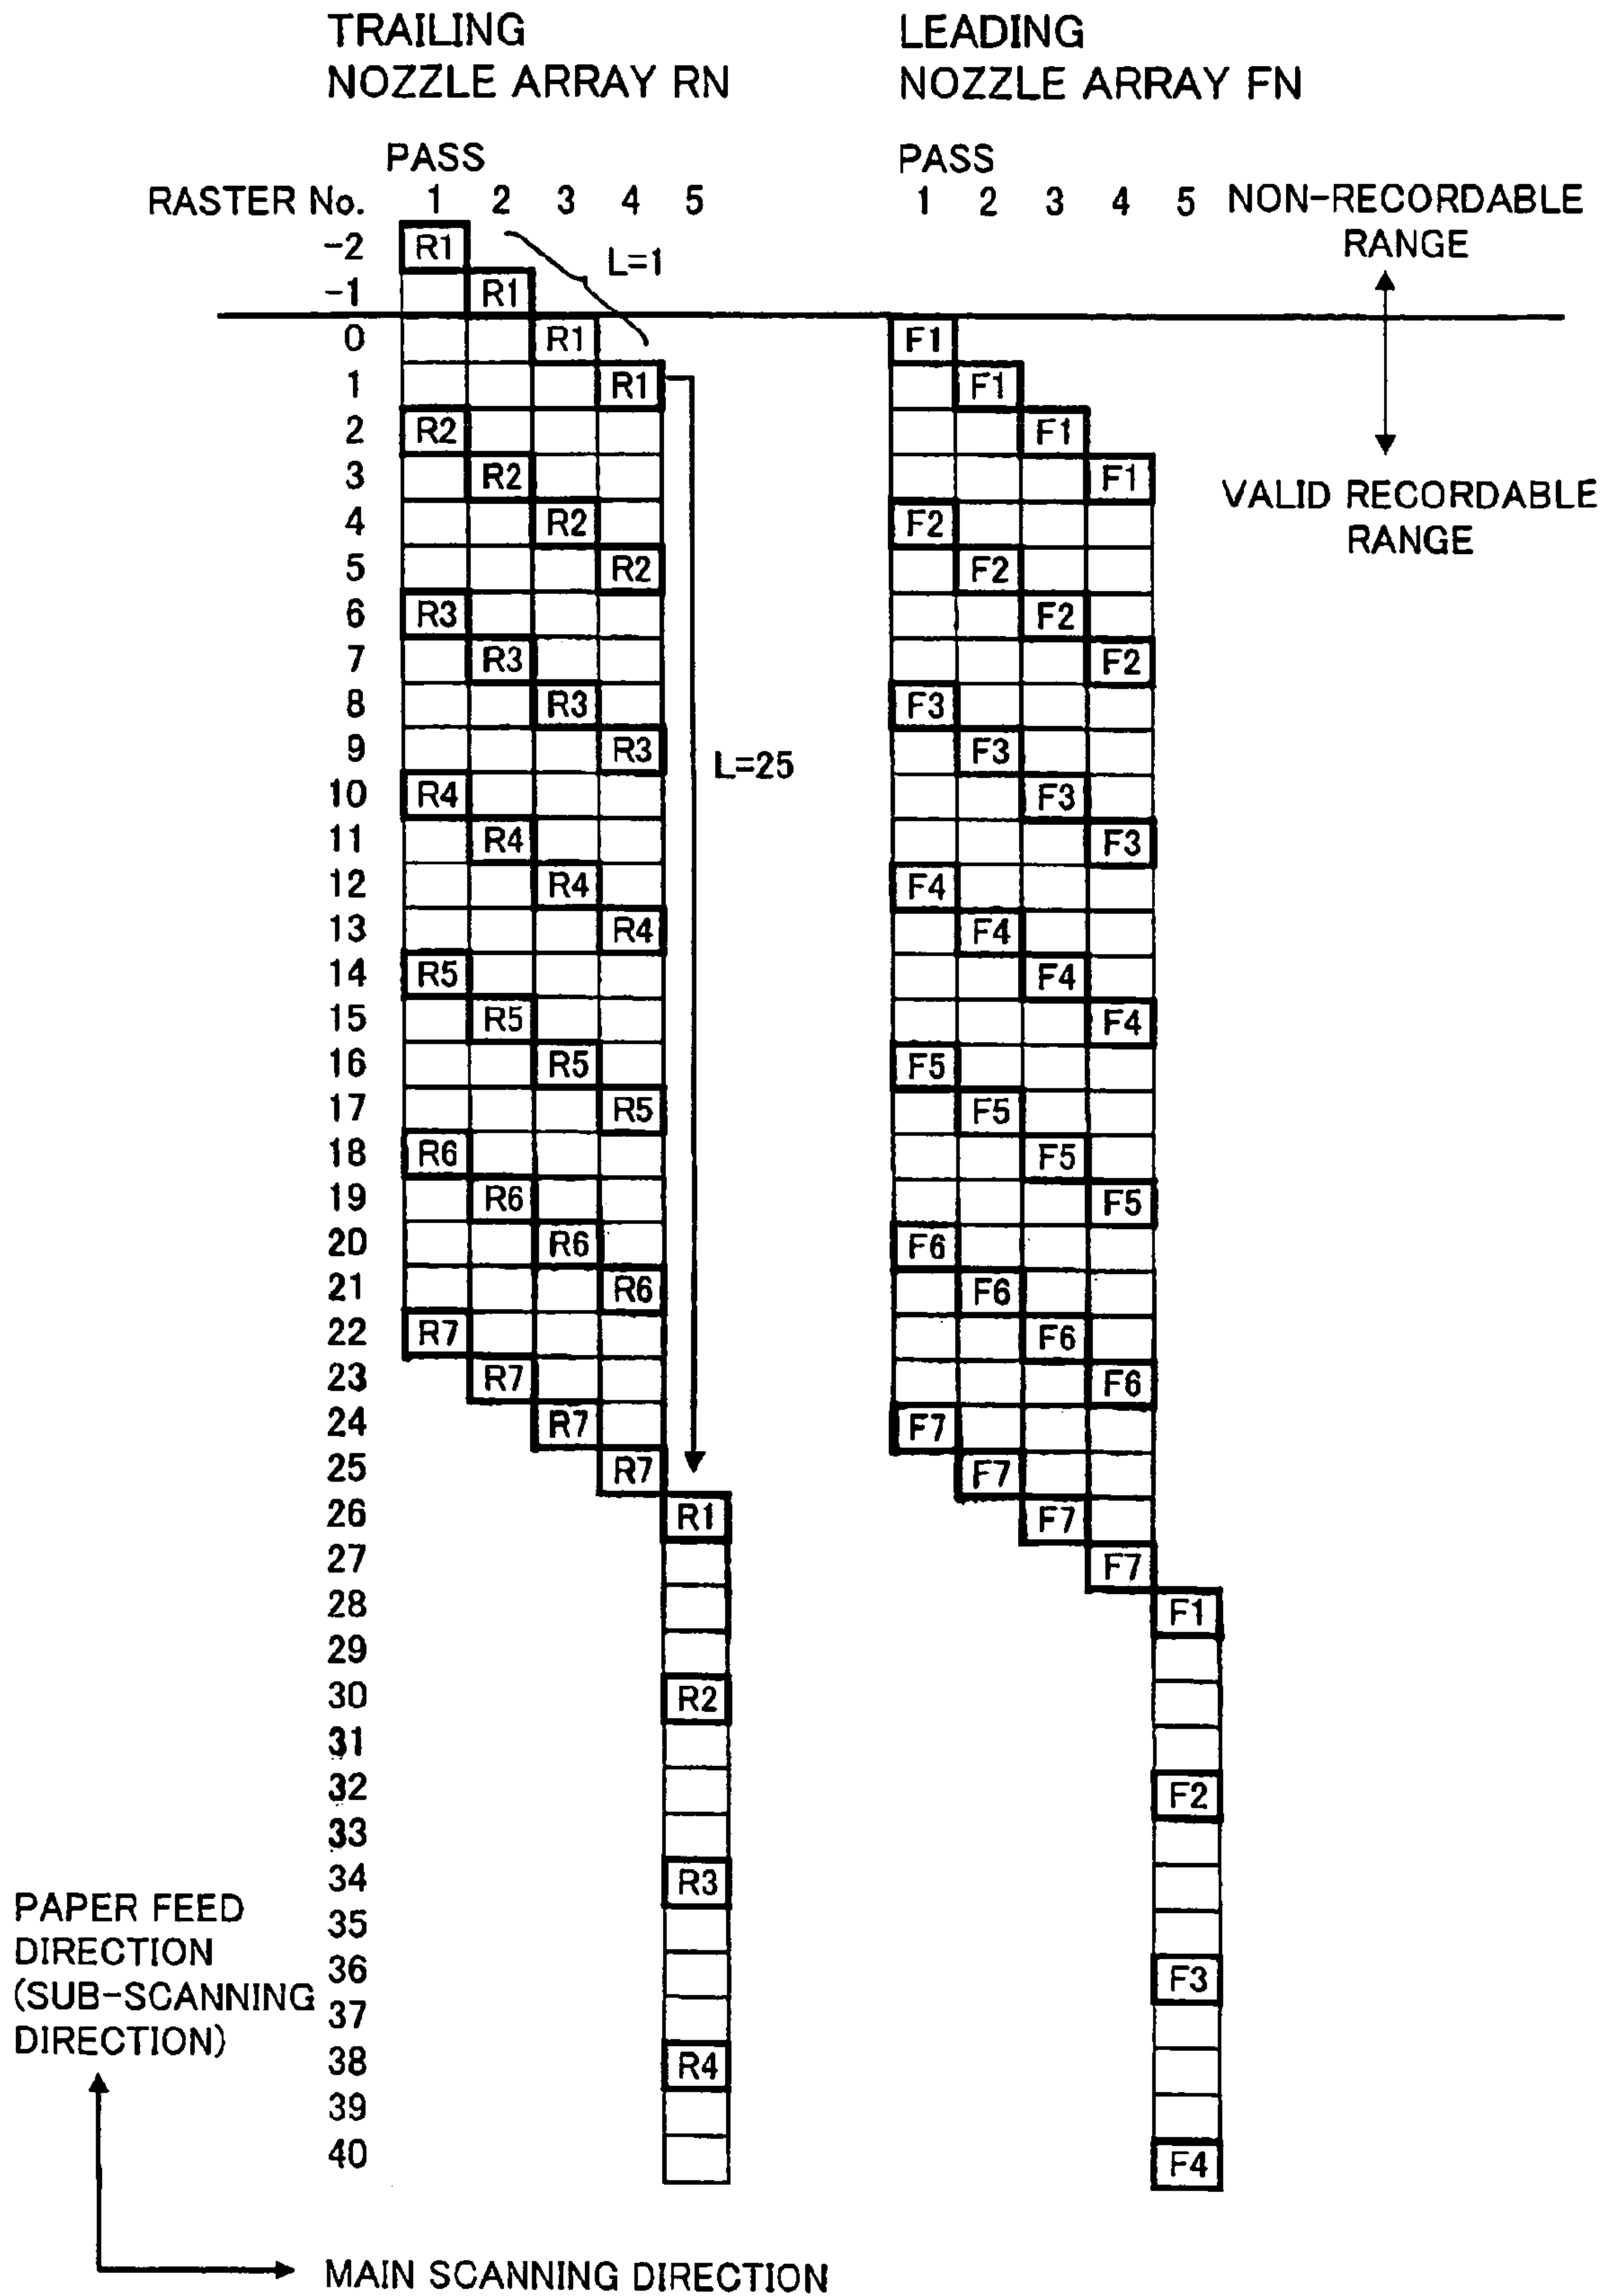 TRAILING
NOZZLE ARRAY RN
LEADING
NOZZLE ARRAY FN
PASS
PASS
RASTER No. 1 2 3 4 5 1 2 3 4 5 NON-RECORDABLE
RANGE
-2 R1
L=1
-1 R1
0 R1 F1
1 R1 F1
2 R2 F1
3 R2 F1
VALID RECORDABLE
RANGE
4 R2 F2
5 R2 F2
6 R3 F2
7 R3 F2
8 R3 F3
9 R3 F3
L=25
10 R4 F3
11 R4 F3
12 R4 F4
13 R4 F4
14 R5 F4
15 R5 F4
16 R5 F5
17 R5 F5
18 R6 F5
19 R6 F5
20 R6 F6
21 R6 F6
22 R7 F6
23 R7 F6
24 R7 F7
25 R7 F7
26 R1 F7
27 F7
28 F1
29
30 R2
31
32 F2
33
34 R3
35
36 F3
37
38 R4
39
40 F4
PAPER FEED
DIRECTION
(SUB-SCANNING
DIRECTION)
MAIN SCANNING DIRECTION